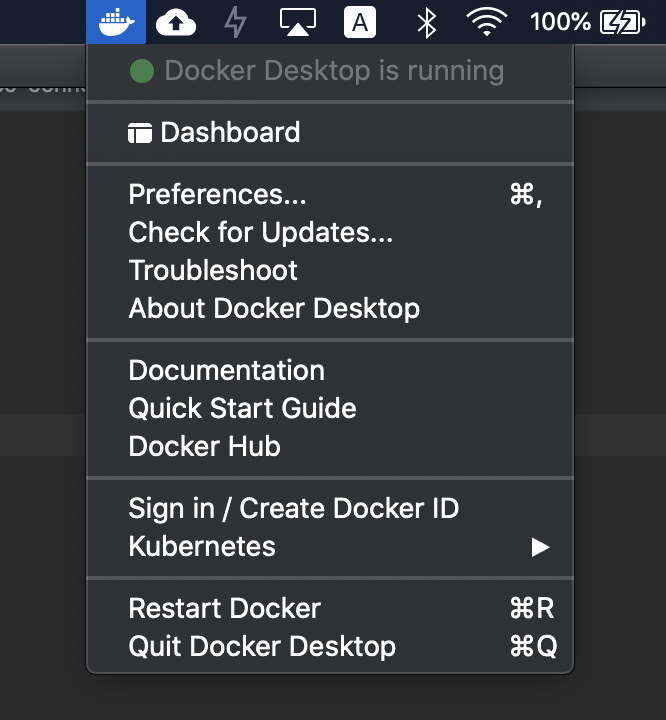 A 100%
Docker Desktop is running
Dashboard
Preferences... ⌘,
Check for Updates...
Troubleshoot
About Docker Desktop
Documentation
Quick Start Guide
Docker Hub
Sign in / Create Docker ID
Kubernetes
Restart Docker ⌘R
Quit Docker Desktop ⌘Q